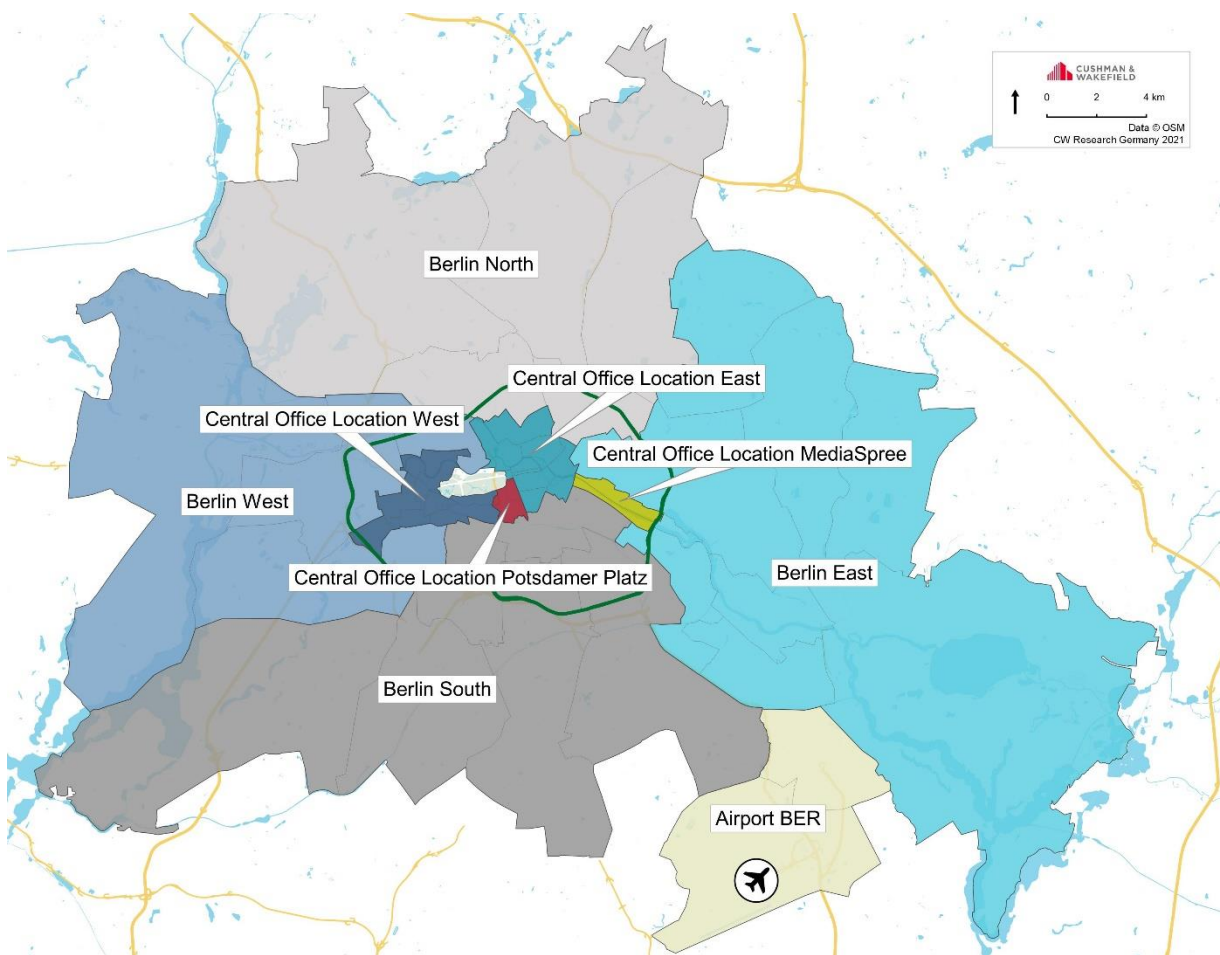 CUSHMAN &
WAKEFIELD
0 2 4 km
Data © OSM
CW Research Germany 2021
Berlin North
Central Office Location East
Central Office Location West
Central Office Location MediaSpree
Berlin West
Central Office Location Potsdamer Platz
Berlin East
Berlin South
Airport BER